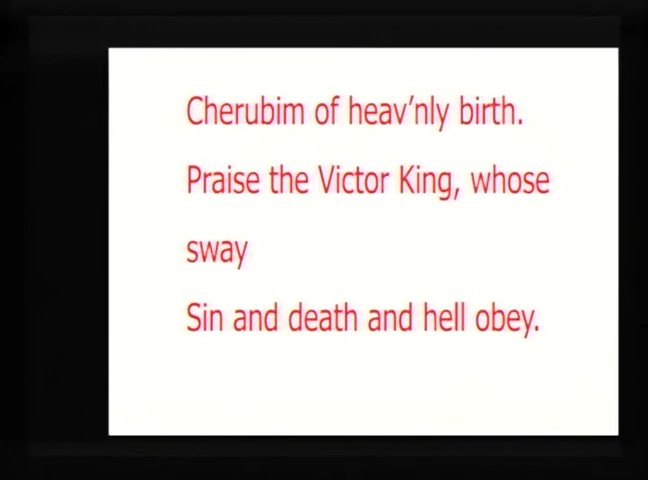 Cherubim of heav’nly birth.
Praise the Victor King, whose
sway
Sin and death and hell obey.